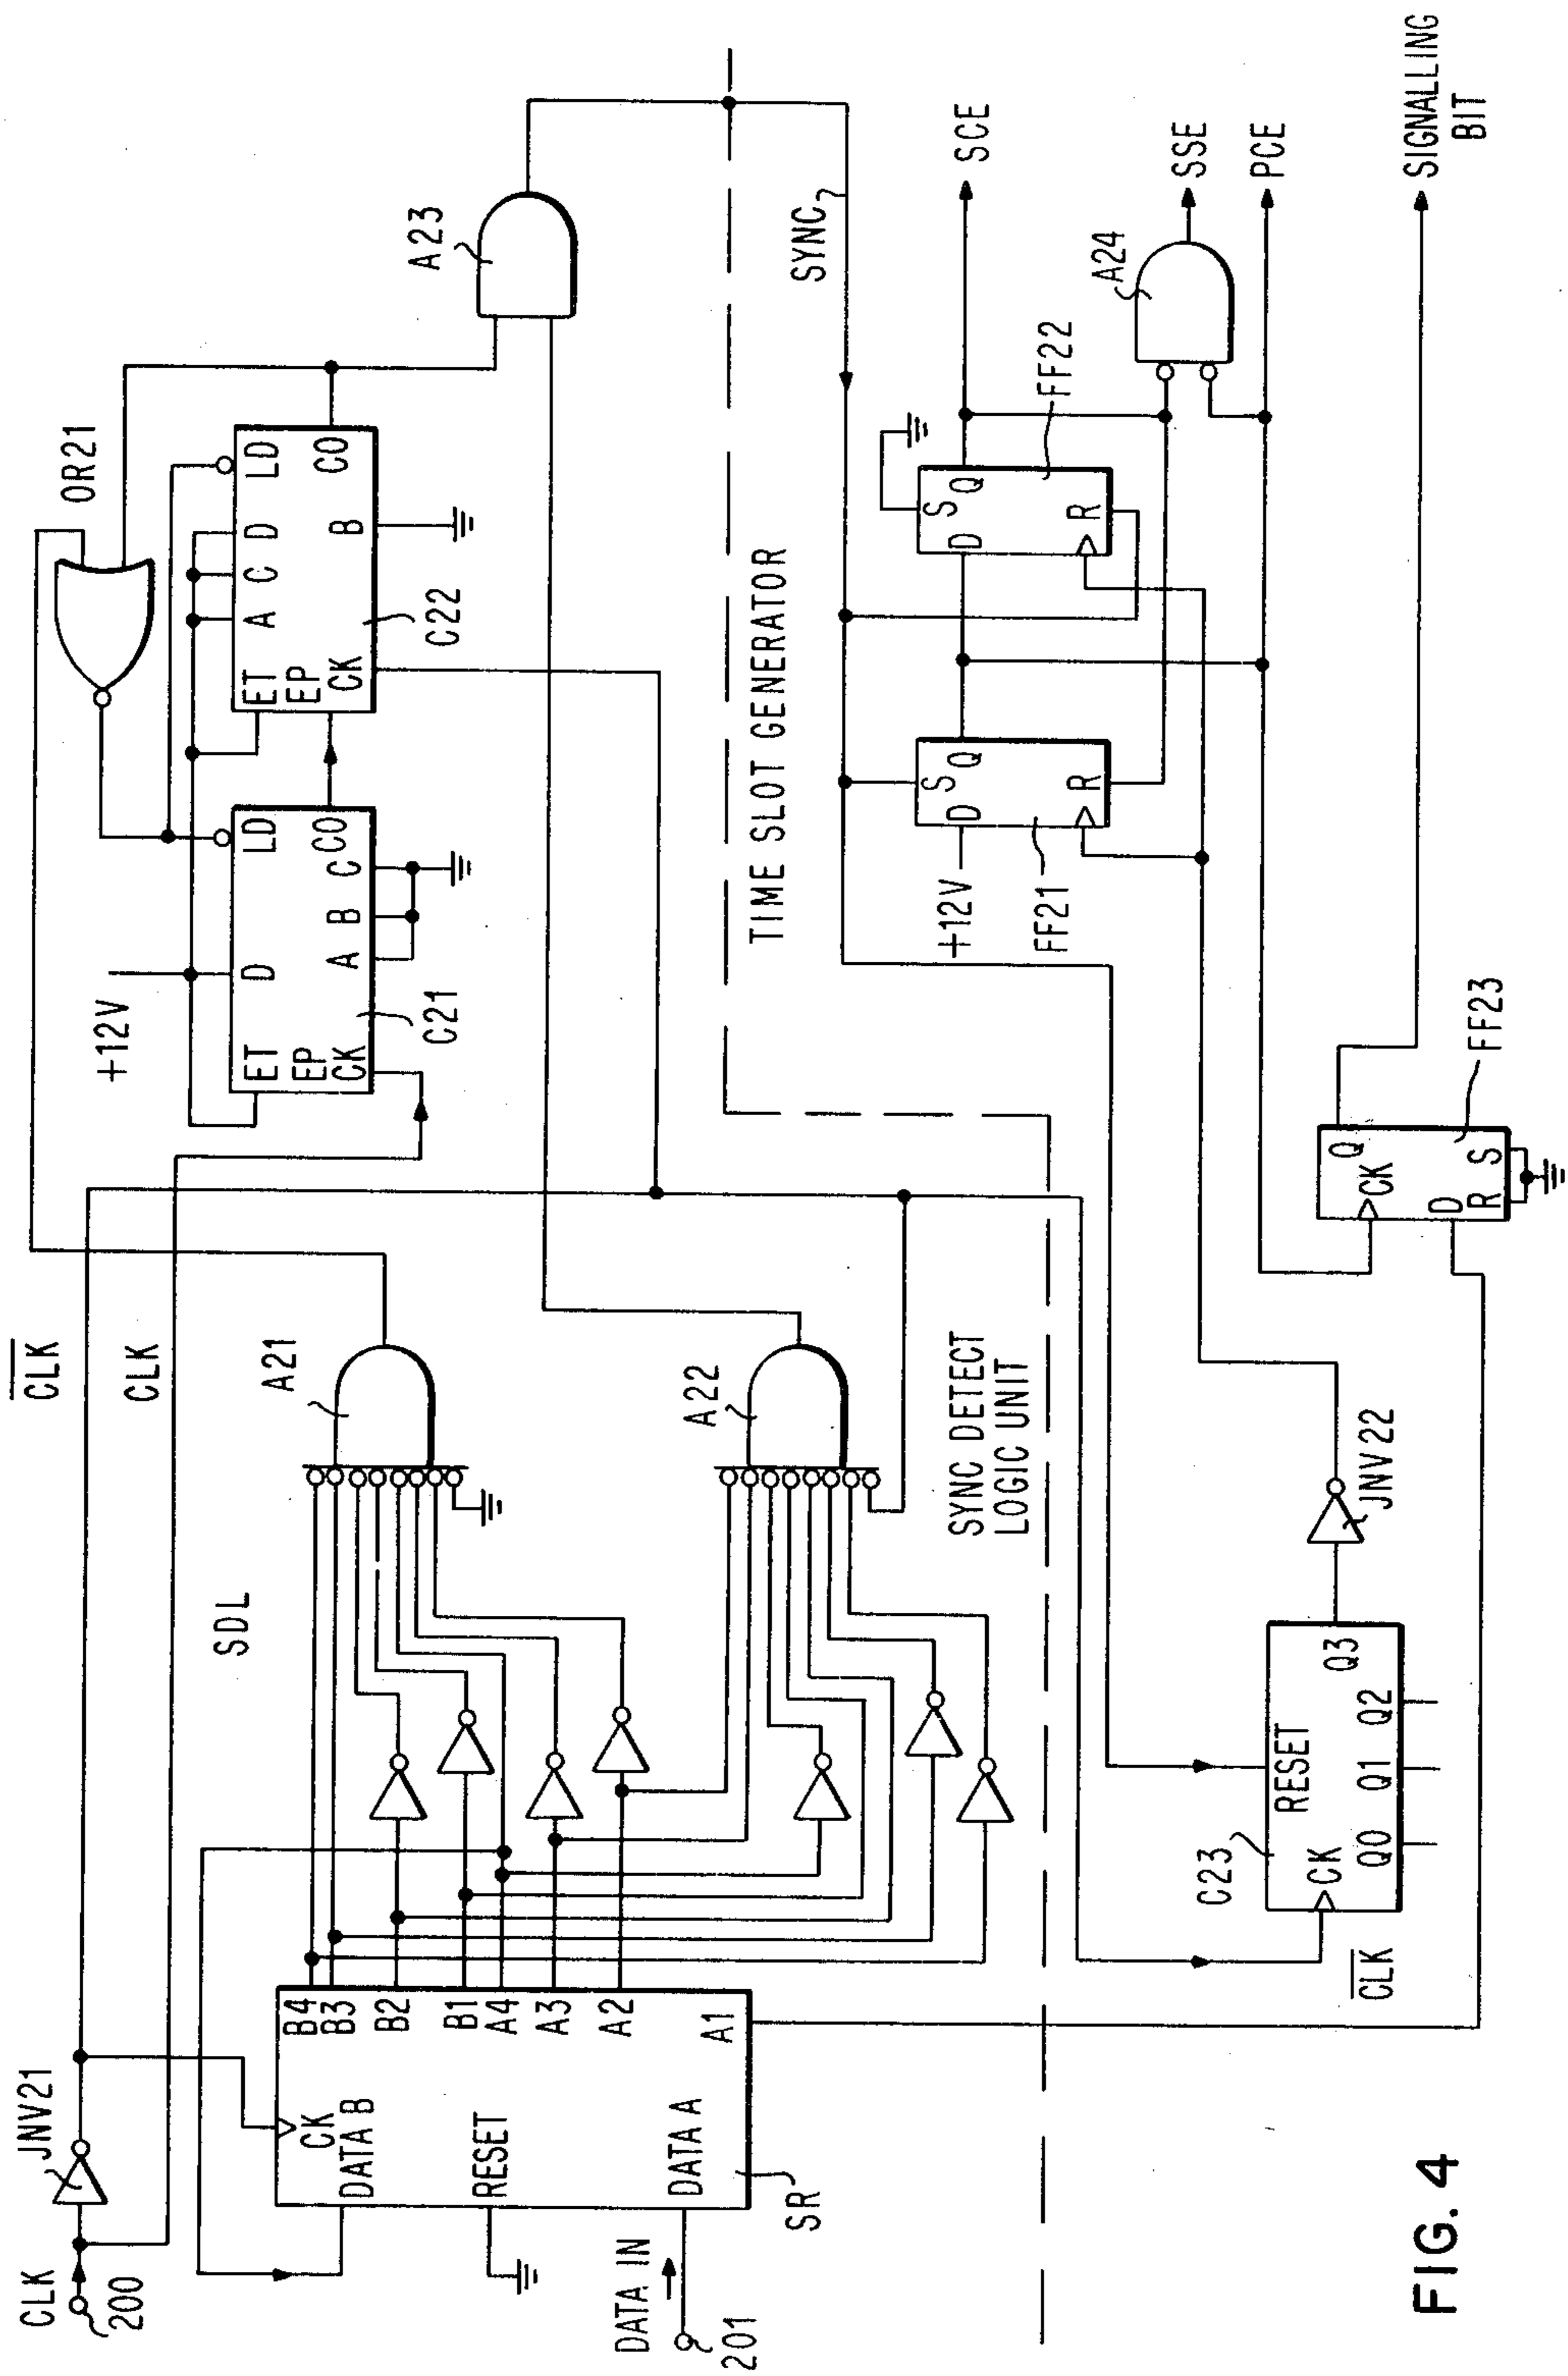 CLK
200
JNV21
CLK
CLK
SDL
+12V
OR21
D
LD
ET
EP
CK
A
B
C
CO
C21
A
C
D
LD
ET
EP
CK
B
CO
C22
A23
B4
B3
B2
B1
A4
A3
A2
A1
CK
DATA B
RESET
DATA A
SR
DATA IN
201
A21
A22
SYNC DETECT
LOGIC UNIT
TIME SLOT GENERATOR
SYNC
+12V
D
S
Q
R
FF21
D
S
Q
R
FF22
SCE
A24
SSE
PCE
SIGNALLING
BIT
C23
RESET
CK
CLK
Q0
Q1
Q2
Q3
JNV22
Q
CK
D
R
S
FF23
FIG. 4